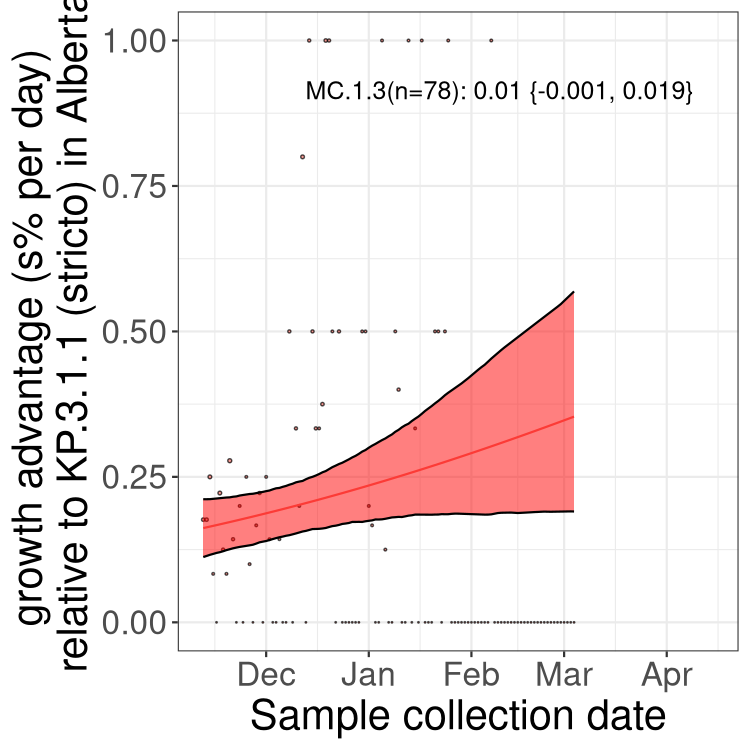 growth advantage (s% per day)
relative to KP.3.1.1 (stricto) in Alberta
1.00
0.75
0.50
0.25
0.00
MC.1.3(n=78): 0.01 {-0.001, 0.019}
Dec Jan Feb Mar Apr
Sample collection date